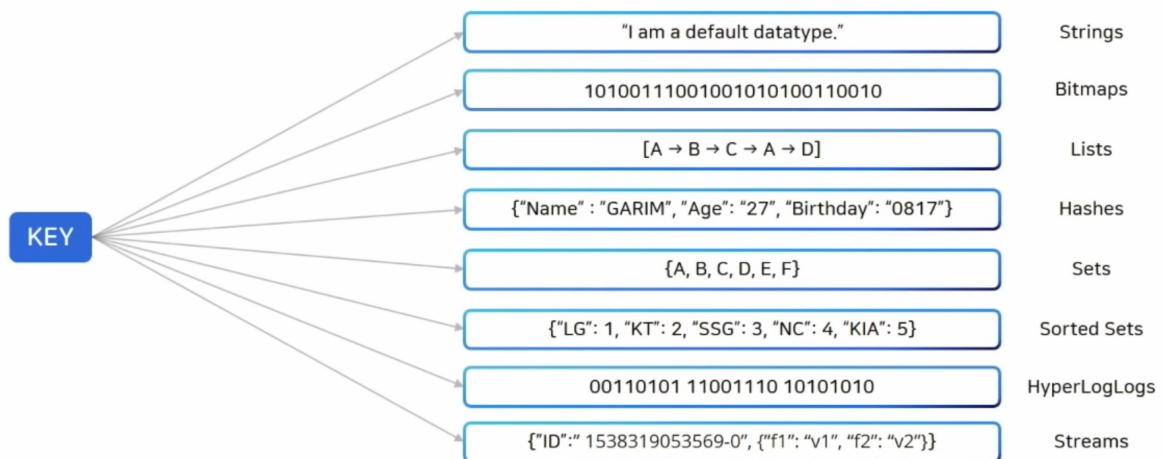 KEY
“I am a default datatype.” Strings
101001110010010101001100​10 Bitmaps
[A → B → C → A → D] Lists
{“Name” : ”GARIM”, “Age”: “27”, “Birthday”: “0817”} Hashes
{A, B, C, D, E, F} Sets
{“LG”: 1, “KT”: 2, “SSG”: 3, “NC”: 4, “KIA”: 5} Sorted Sets
00110101 11001110 10101010 HyperLogLogs
{”ID”:” 1538319053569-0”, {“f1”: “v1”, “f2”: “v2”}} Streams